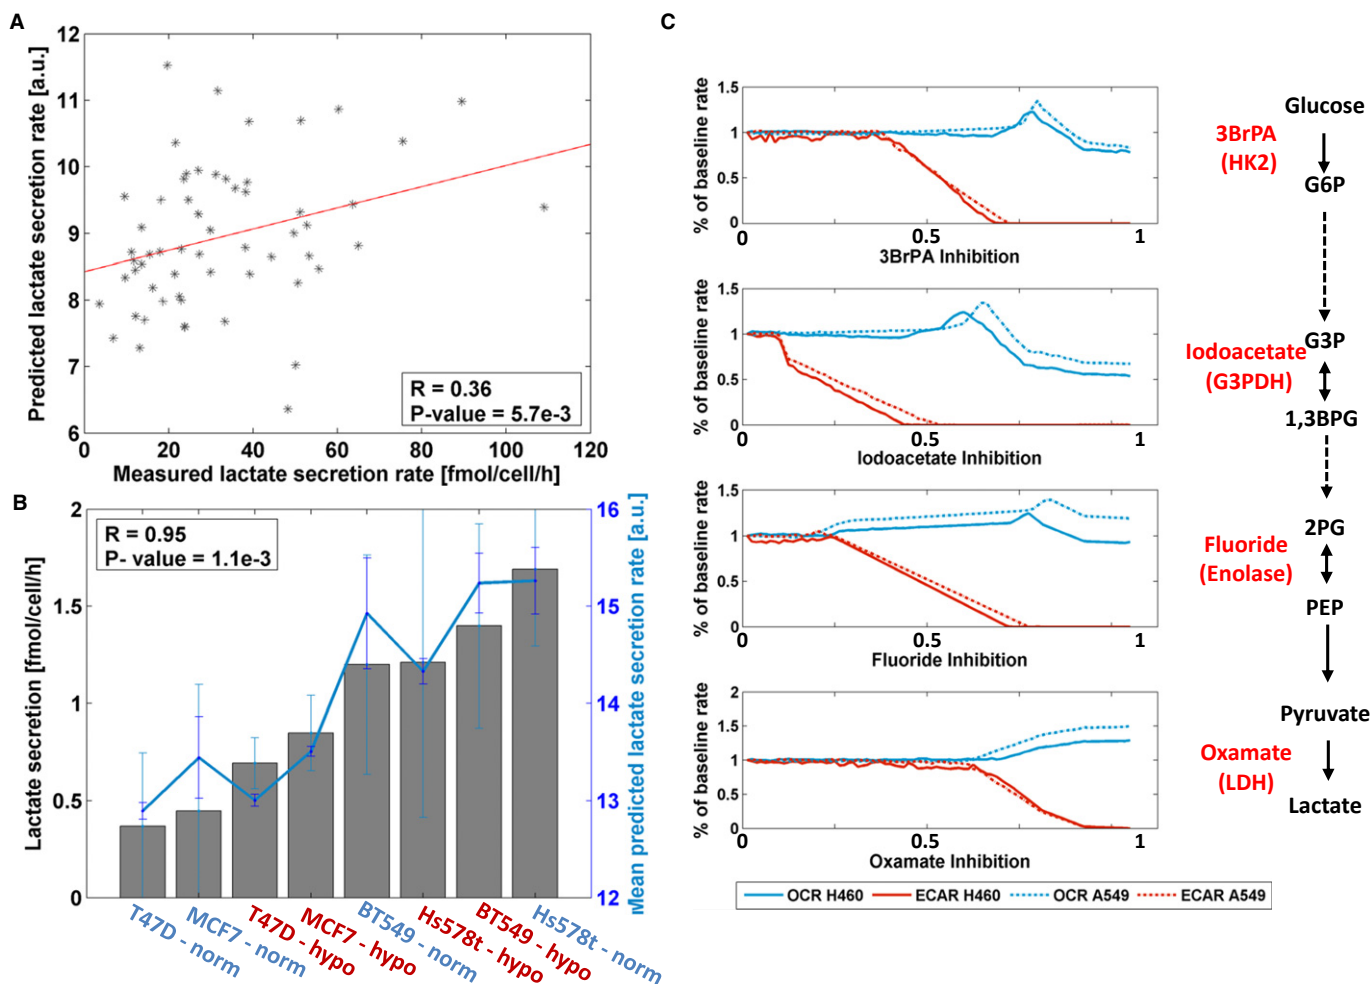 A
Predicted lactate secretion rate [a.u.]
12
11
10
9
8
7
6
R = 0.36
P-value = 5.7e-3
0 20 40 60 80 100 120
Measured lactate secretion rate [fmol/cell/h]
B
Lactate secretion [fmol/cell/h]
2
1.5
1
0.5
0
R = 0.95
P- value = 1.1e-3
16
15
14
13
12
Mean predicted lactate secretion rate [a.u.]
T47D - norm
MCF7 - norm
T47D - hypo
MCF7 - hypo
BT549 - norm
Hs578t - hypo
BT549 - hypo
Hs578t - norm
C
% of baseline rate
1.5
1
0.5
0
0 0.5 1
3BrPA Inhibition
% of baseline rate
1.5
1
0.5
0
0 0.5 1
Iodoacetate Inhibition
% of baseline rate
1.5
1
0.5
0
0 0.5 1
Fluoride Inhibition
% of baseline rate
2
1.5
1
0.5
0
0 0.5 1
Oxamate Inhibition
OCR H460 ECAR H460 OCR A549 ECAR A549
Glucose
3BrPA
(HK2)
G6P
G3P
Iodoacetate
(G3PDH)
1,3BPG
2PG
Fluoride
(Enolase)
PEP
Pyruvate
Oxamate
(LDH)
Lactate